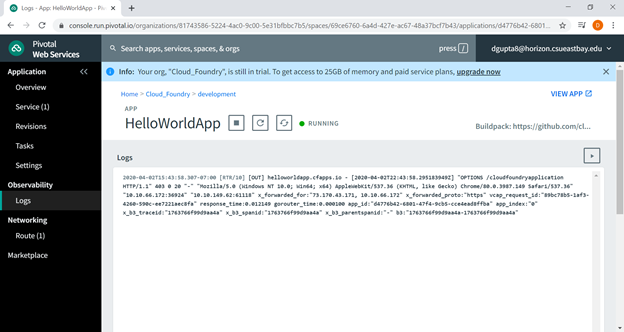 Logs - Pivotal Web Services
console.run.pivotal.io/organizations/81743586-5224-4ac0-9c00-5e31bfbbc7b5/spaces/69ce6760-6a4d-427e-ac67-48a37bcf7b43/applications/d4776b42-6801...
Pivotal
Web Services
Search apps, services, spaces, & orgs
press /
dgupta8@horizon.csueastbay.edu
Info: Your org, "Cloud_Foundry", is still in trial. To get access to 25GB of memory and paid service plans, upgrade now
Application
Overview
Service (1)
Revisions
Tasks
Settings
Observability
Logs
Networking
Route (1)
Marketplace
Home > Cloud_Foundry > development
VIEW APP
APP
HelloWorldApp
RUNNING
Buildpack: https://github.com/cl...
Logs
2020-04-02T15:43:58.307-07:00 [RTR/10] [OUT] helloworldapp.cfapps.io - [2020-04-02T22:43:58.295183949Z] "OPTIONS /cloudfoundryapplication
HTTP/1.1" 403 0 20 "-" "Mozilla/5.0 (Windows NT 10.0; Win64; x64) AppleWebKit/537.36 (KHTML, like Gecko) Chrome/80.0.3987.149 Safari/537.36"
"10.10.66.172:36924" "10.10.149.62:61118" x_forwarded_for:"73.170.43.171, 10.10.66.172" x_forwarded_proto:"https" vcap_request_id:"89bc78b5-1af3-
4260-590c-ee7221aec8fa" response_time:0.012149 gorouter_time:0.000100 app_id:"d4776b42-6801-47f4-9cb5-cce4ead8ffba" app_index:"0"
x_b3_traceid:"1763766f99d9aa4a" x_b3_spanid:"1763766f99d9aa4a" x_b3_parentspanid:"-" b3:"1763766f99d9aa4a-1763766f99d9aa4a"